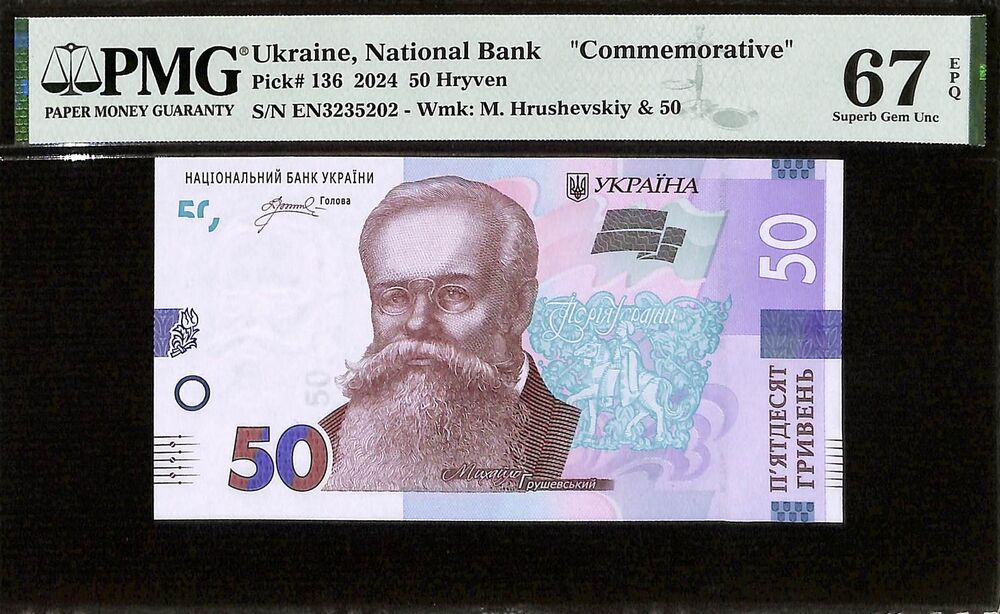 PMG®
PAPER MONEY GUARANTY
Ukraine, National Bank "Commemorative"
Pick# 136 2024 50 Hryven
S/N EN3235202 - Wmk: M. Hrushevskiy & 50
67
EPQ
Superb Gem Unc
НАЦІОНАЛЬНИЙ БАНК УКРАЇНИ
Голова
УКРАЇНА
50
50
50
Михайло
Грушевський
П'ЯТДЕСЯТ
ГРИВЕНЬ